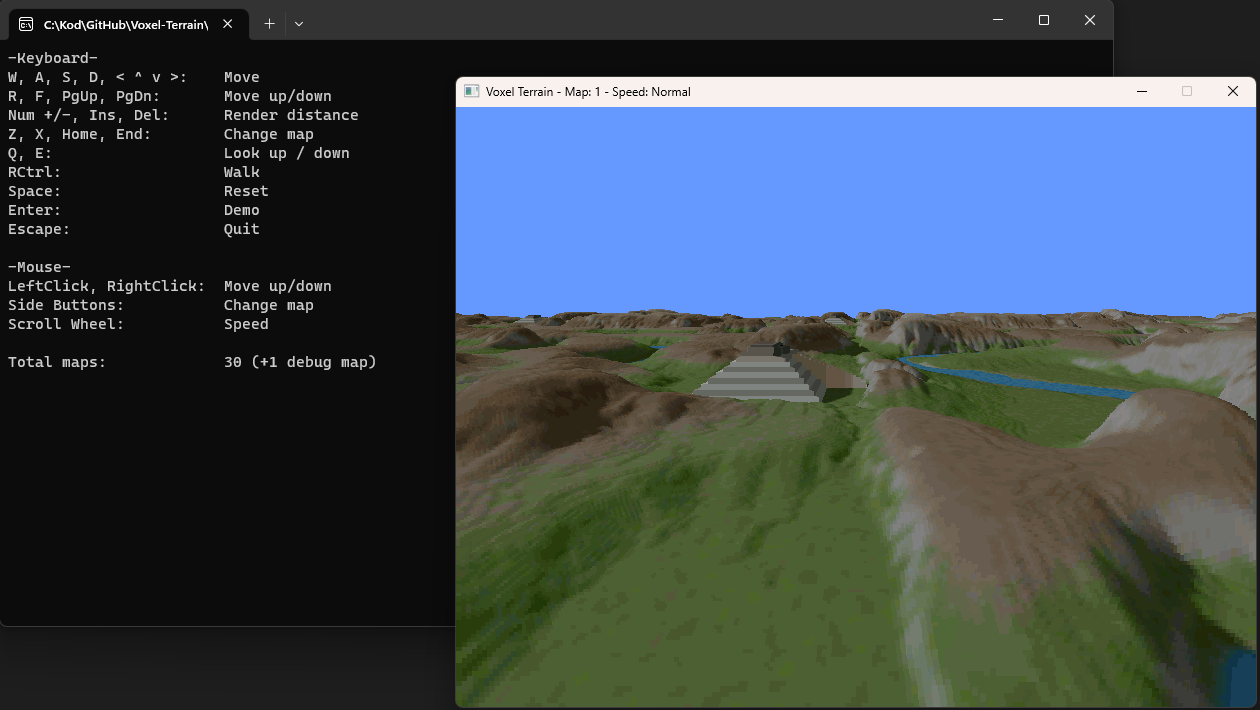 C:\Kod\GitHub\Voxel-Terrain\
-Keyboard-
W, A, S, D, < ^ v >: Move
R, F, PgUp, PgDn: Move up/down
Num +/-, Ins, Del: Render distance
Z, X, Home, End: Change map
Q, E: Look up / down
RCtrl: Walk
Space: Reset
Enter: Demo
Escape: Quit
-Mouse-
LeftClick, RightClick: Move up/down
Side Buttons: Change map
Scroll Wheel: Speed
Total maps: 30 (+1 debug map)
Voxel Terrain - Map: 1 - Speed: Normal